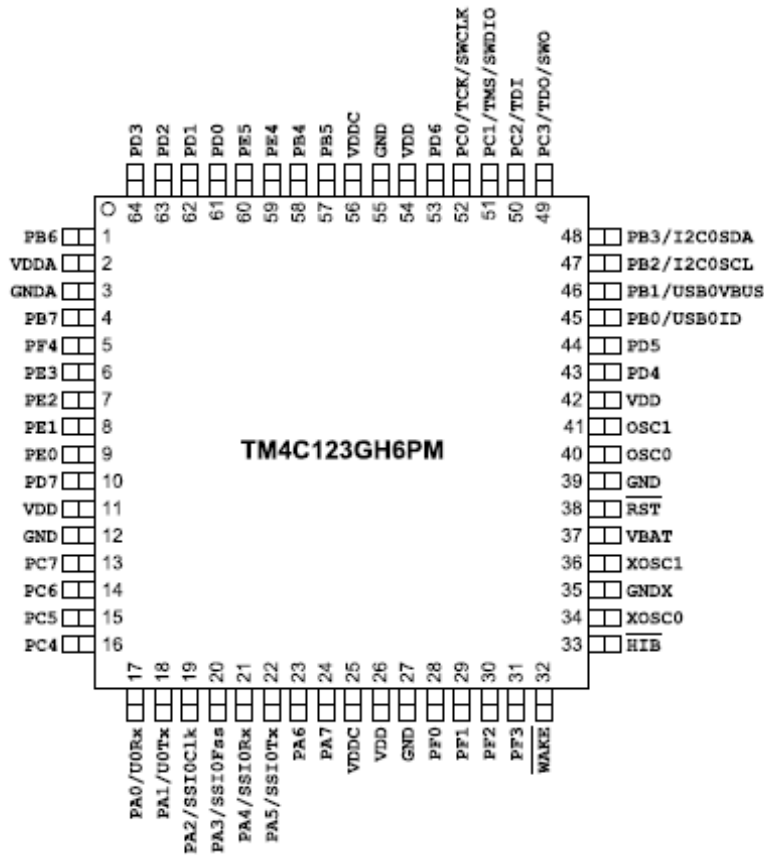 PD3
PD2
PD1
PD0
PE5
PE4
PB4
PB5
VDDC
GND
VDD
PD6
PC0/TCK/SWCLK
PC1/TMS/SWDIO
PC2/TDI
PC3/TDO/SWO
64
63
62
61
60
59
58
57
56
55
54
53
52
51
50
49
PB6 1
VDDA 2
GNDA 3
PB7 4
PF4 5
PE3 6
PE2 7
PE1 8
PE0 9
PD7 10
VDD 11
GND 12
PC7 13
PC6 14
PC5 15
PC4 16
TM4C123GH6PM
48 PB3/I2C0SDA
47 PB2/I2C0SCL
46 PB1/USB0VBUS
45 PB0/USB0ID
44 PD5
43 PD4
42 VDD
41 OSC1
40 OSC0
39 GND
38 RST
37 VBAT
36 XOSC1
35 GNDX
34 XOSC0
33 HIB
17
18
19
20
21
22
23
24
25
26
27
28
29
30
31
32
PA0/U0Rx
PA1/U0Tx
PA2/SSI0Clk
PA3/SSI0Fss
PA4/SSI0Rx
PA5/SSI0Tx
PA6
PA7
VDDC
VDD
GND
PF0
PF1
PF2
PF3
WAKE